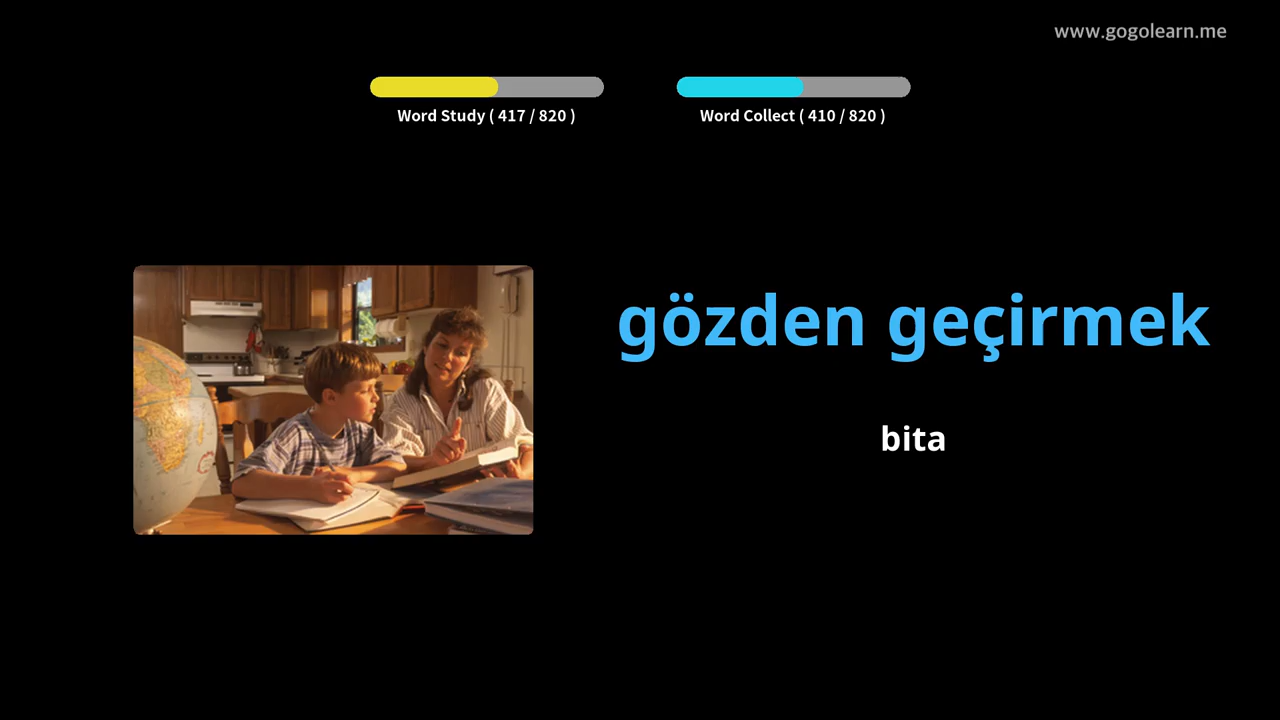 www.gogolearn.me
Word Study ( 417 / 820 )
Word Collect ( 410 / 820 )
gözden geçirmek
bita